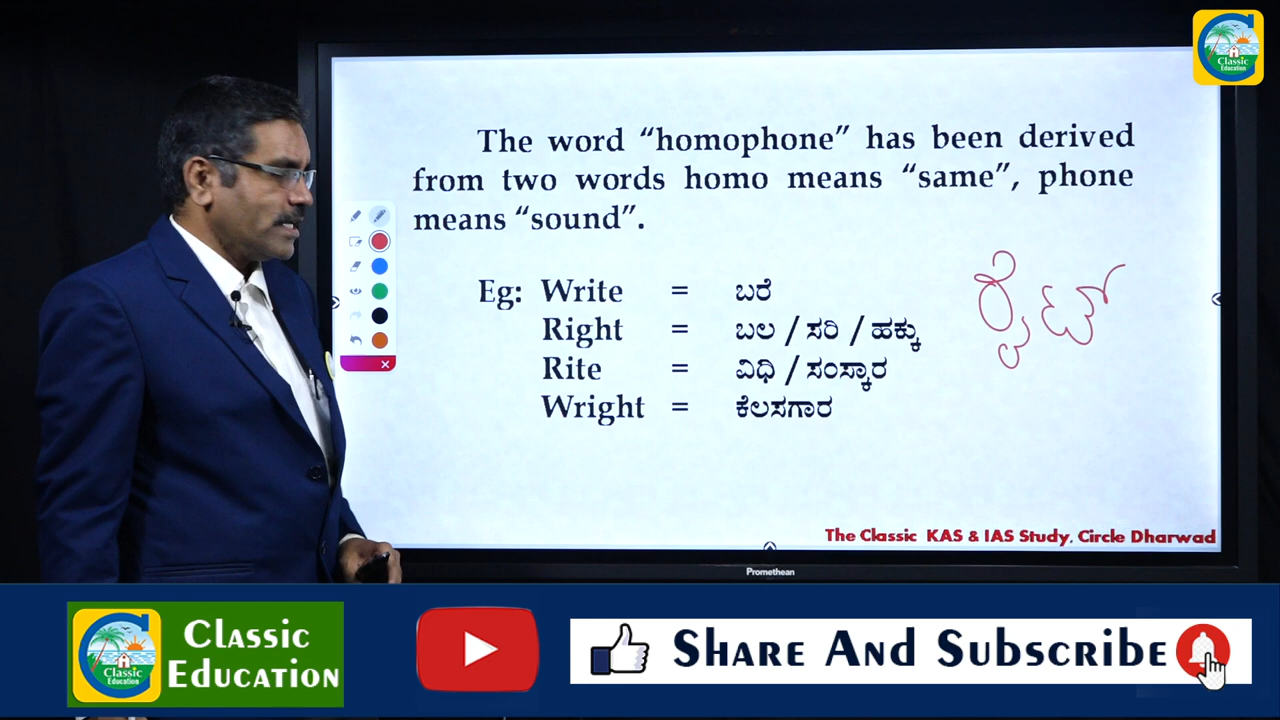 Classic
Education
The word “homophone” has been derived
from two words homo means “same”, phone
means “sound”.
Eg: Write = ಬರೆ
Right = ಬಲ / ಸರಿ / ಹಕ್ಕು
Rite = ವಿಧಿ / ಸಂಸ್ಕಾರ
Wright = ಕೆಲಸಗಾರ
ರೈಟ್
The Classic KAS & IAS Study, Circle Dharwad
Promethean
Classic
Education
CLASSIC
EDUCATION
SHARE AND SUBSCRIBE